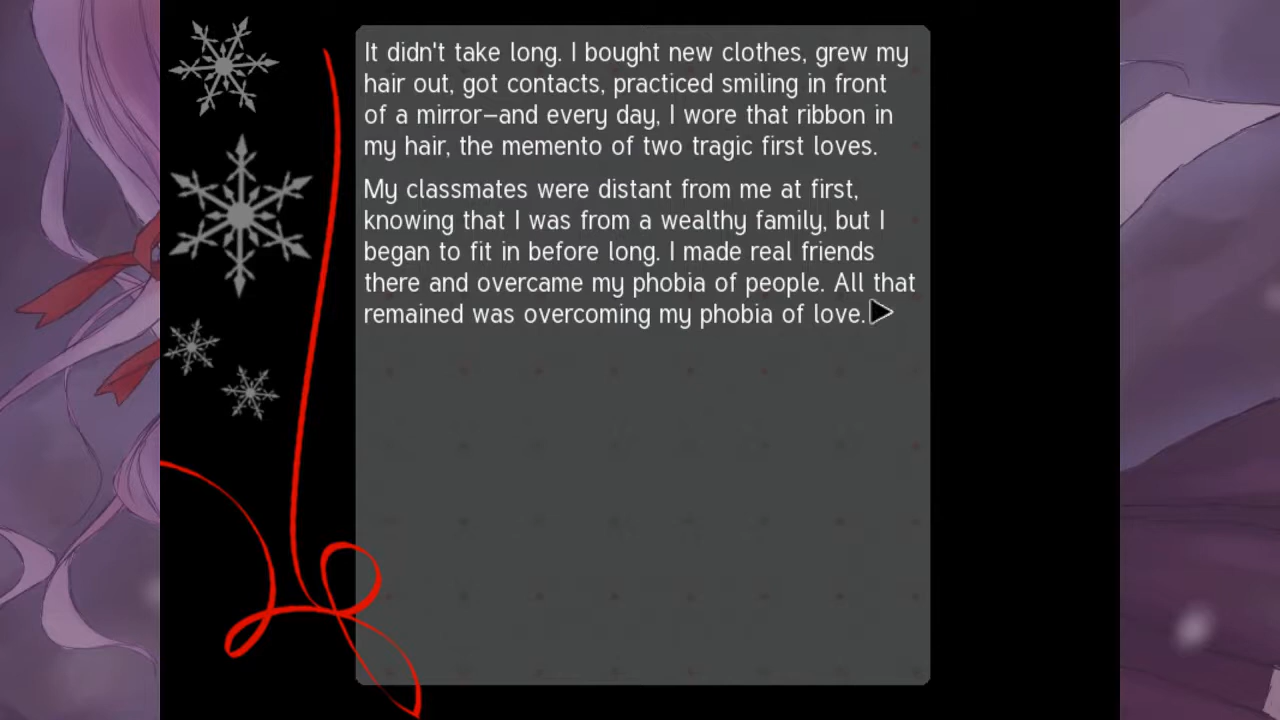 It didn't take long. I bought new clothes, grew my
hair out, got contacts, practiced smiling in front
of a mirror—and every day, I wore that ribbon in
my hair, the memento of two tragic first loves.
My classmates were distant from me at first,
knowing that I was from a wealthy family, but I
began to fit in before long. I made real friends
there and overcame my phobia of people. All that
remained was overcoming my phobia of love.